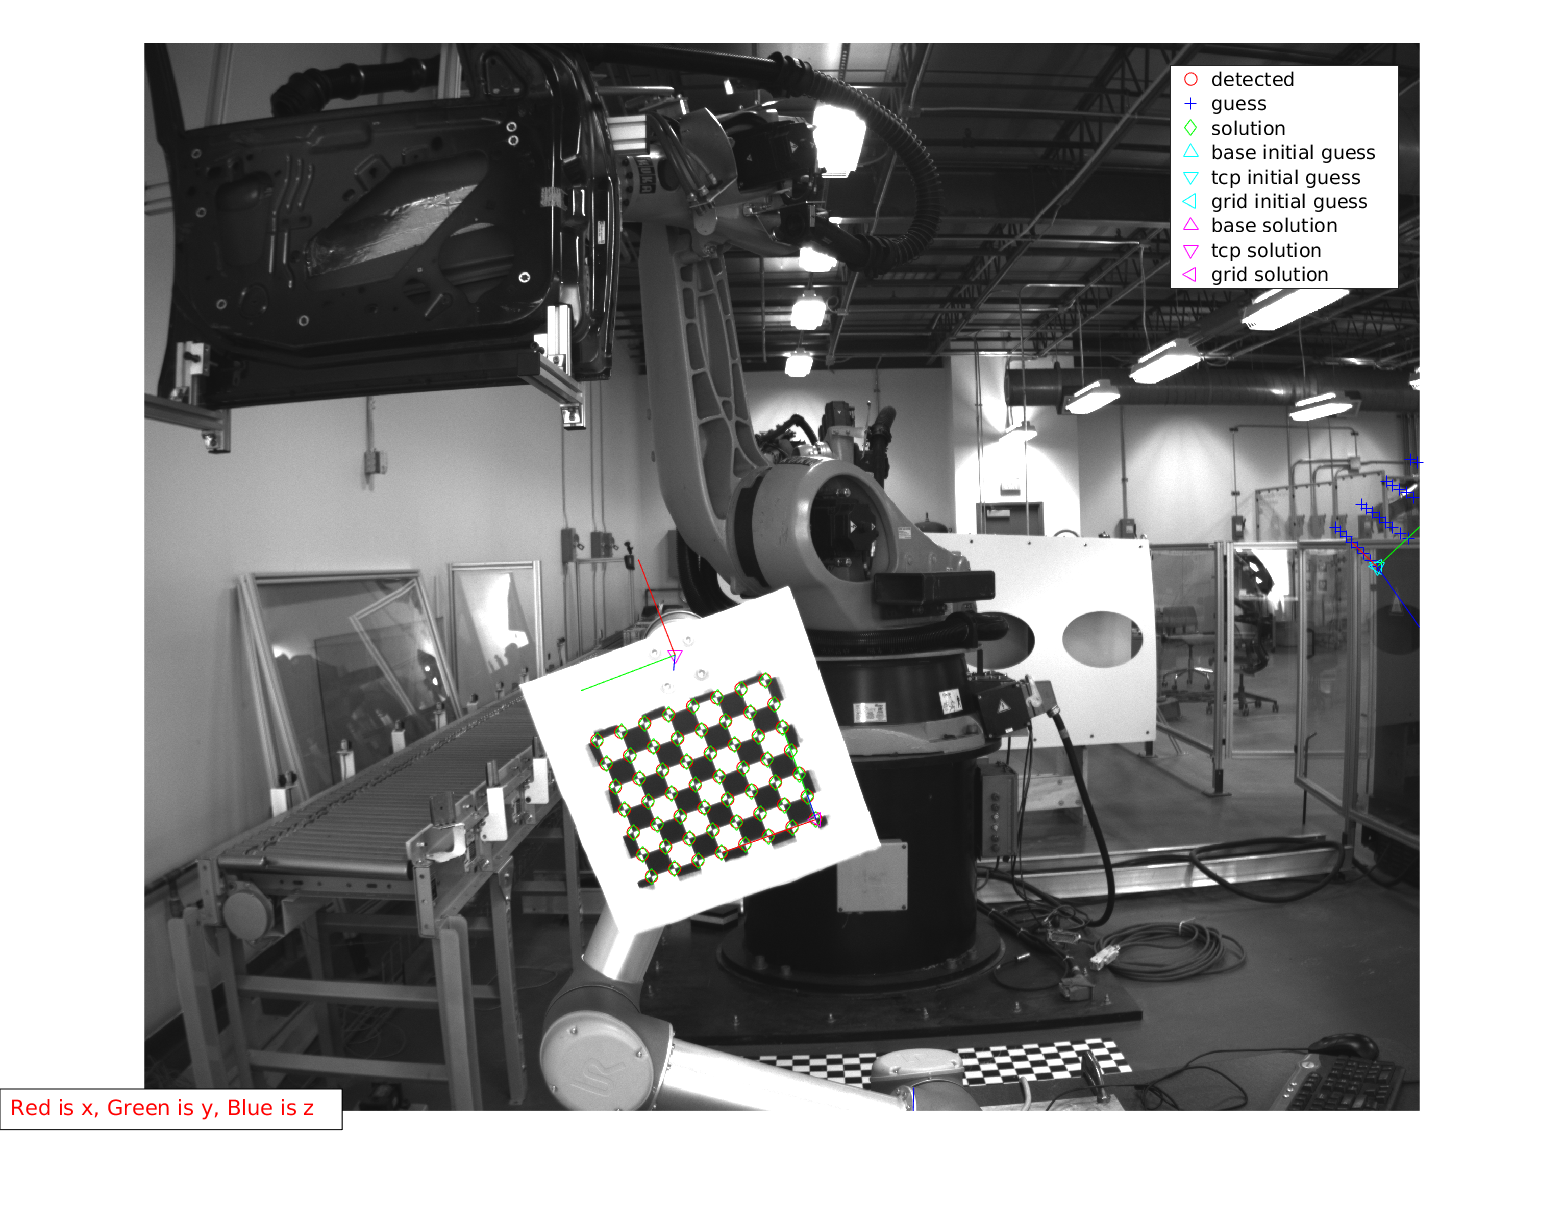 detected
guess
solution
base initial guess
tcp initial guess
grid initial guess
base solution
tcp solution
grid solution
Red is x, Green is y, Blue is z